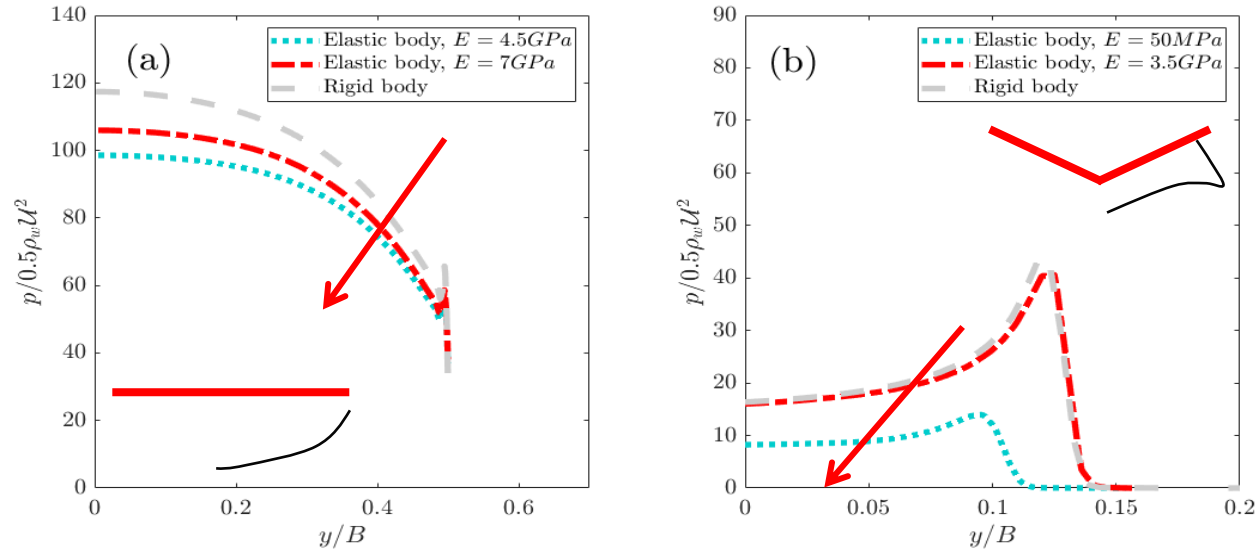 (a)
Elastic body, E = 4.5GPa
Elastic body, E = 7GPa
Rigid body
140
120
100
80
60
40
20
0
p/0.5ρ_w𝒰²
0 0.2 0.4 0.6
y/B
(b)
Elastic body, E = 50MPa
Elastic body, E = 3.5GPa
Rigid body
90
80
70
60
50
40
30
20
10
0
p/0.5ρ_w𝒰²
0 0.05 0.1 0.15 0.2
y/B